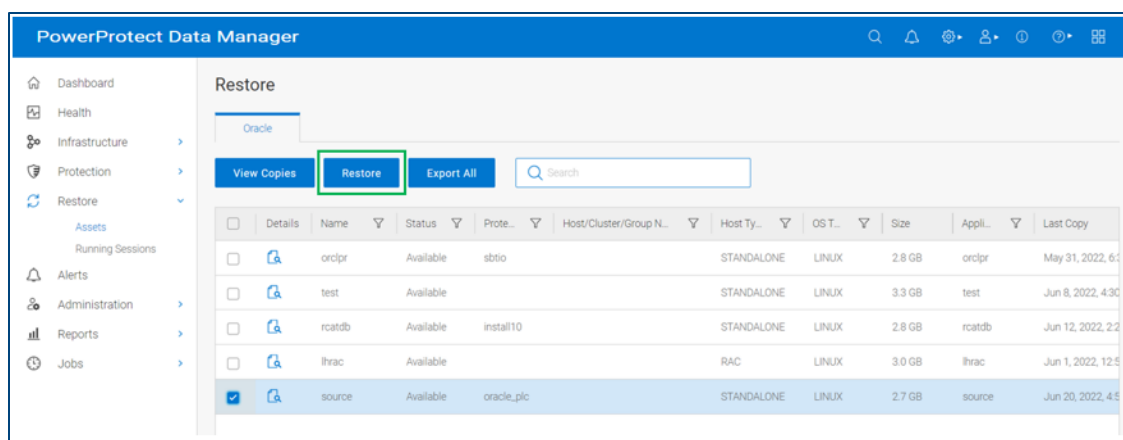 PowerProtect Data Manager
Dashboard
Health
Infrastructure
Protection
Restore
Assets
Running Sessions
Alerts
Administration
Reports
Jobs
Restore
Oracle
View Copies Restore Export All Search
Details Name Status Prote... Host/Cluster/Group N... Host Ty... OS T... Size Appli... Last Copy
orclpr Available sbtio STANDALONE LINUX 2.8 GB orclpr May 31, 2022, 6:3
test Available STANDALONE LINUX 3.3 GB test Jun 8, 2022, 4:30
rcatdb Available install10 STANDALONE LINUX 2.8 GB rcatdb Jun 12, 2022, 2:2
lhrac Available RAC LINUX 3.0 GB lhrac Jun 1, 2022, 12:5
source Available oracle_plc STANDALONE LINUX 2.7 GB source Jun 20, 2022, 4:5